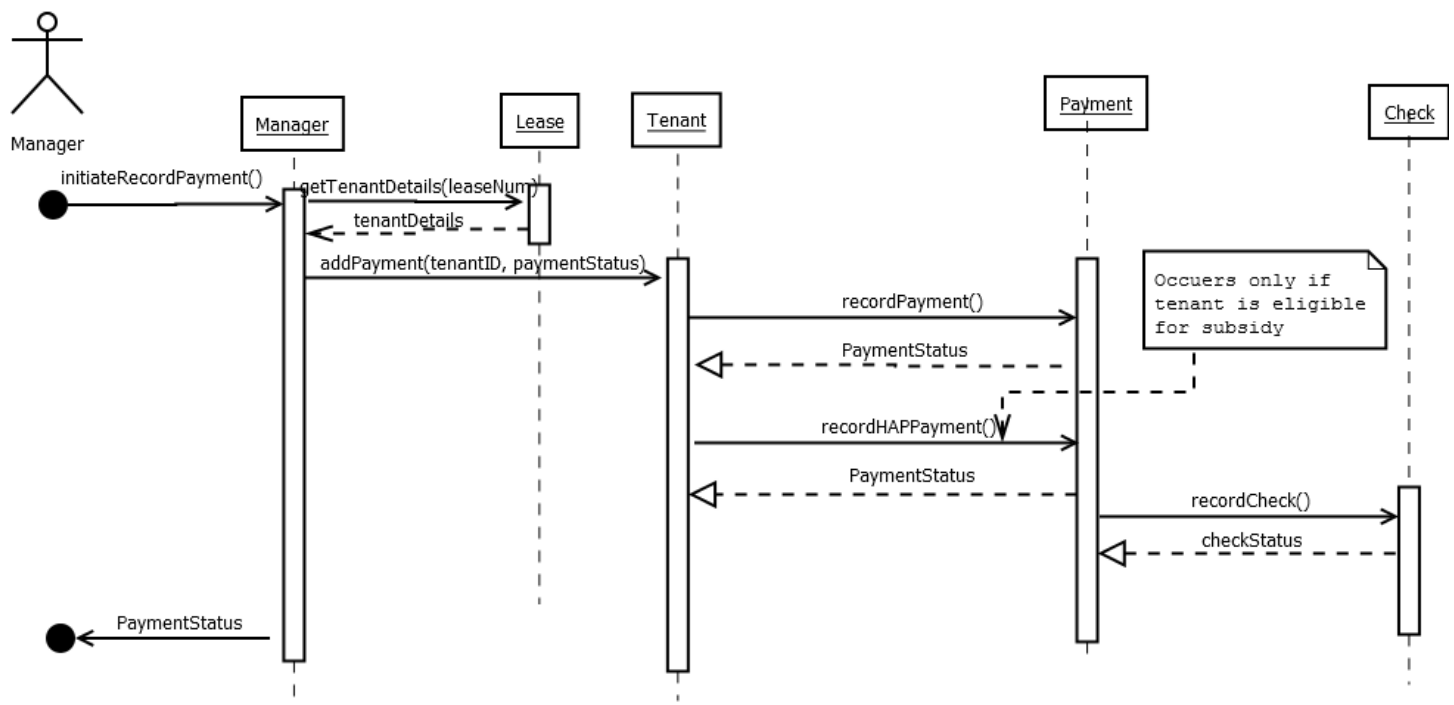 Manager
Manager
Lease
Tenant
Payment
Check
initiateRecordPayment()
getTenantDetails(leaseNum)
tenantDetails
addPayment(tenantID, paymentStatus)
Occuers only if
tenant is eligible
for subsidy
recordPayment()
PaymentStatus
recordHAPPayment()
PaymentStatus
recordCheck()
checkStatus
PaymentStatus